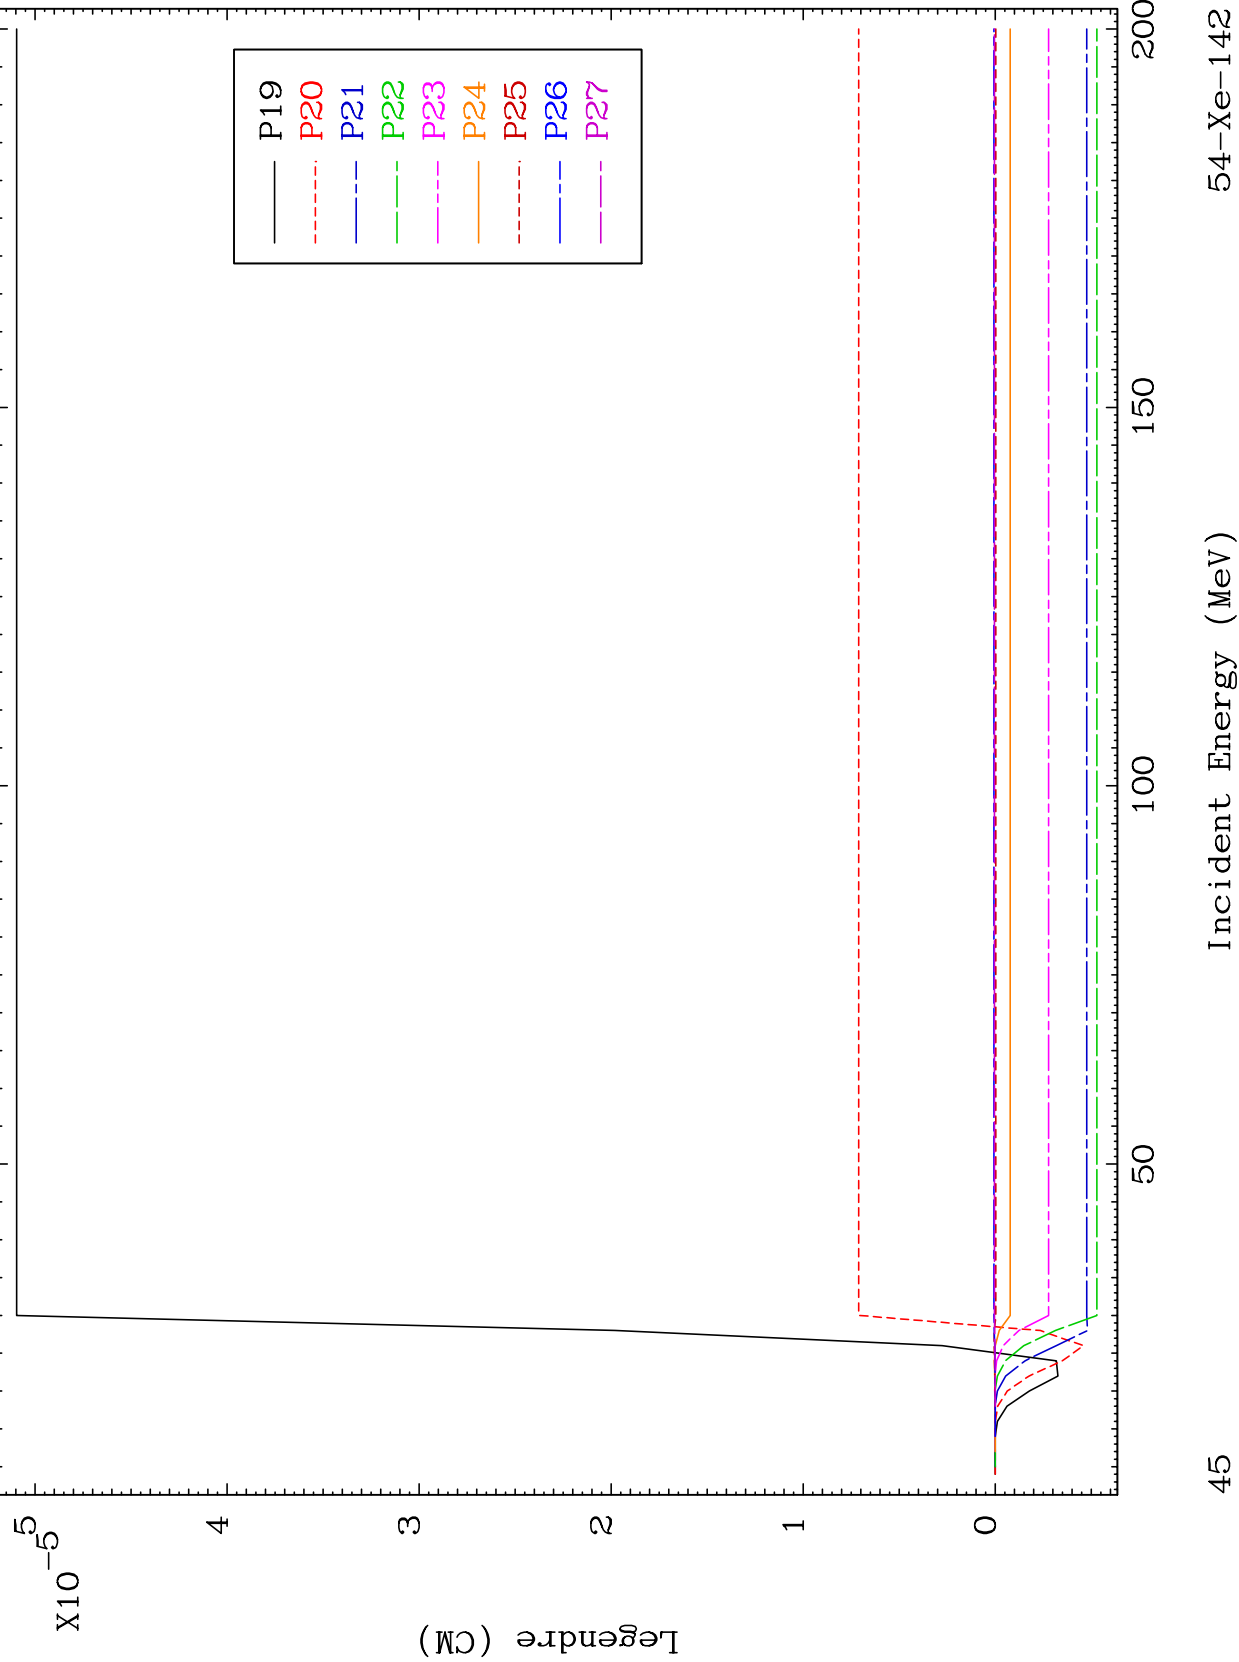 5
X10⁻⁵
4
3
2
1
0
Legendre (CM)
P19
P20
P21
P22
P23
P24
P25
P26
P27
50
100
150
200
45
Incident Energy (MeV)
54-Xe-142